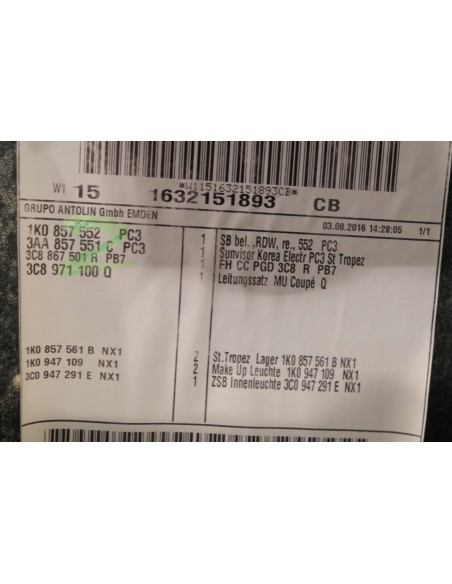 *W1151632151893CB*
W1 15 1632151893 CB
GRUPO ANTOLIN GmbH EMDEN 03.08.2016 14:28:05 1/1
1K0 857 552 PC3 1 SB bel. ,RDW, re., 552 PC3
3AA 857 551 C PC3 1 Sunvisor Korea Electr PC3 St Tropez
3C8 867 501 R PB7 1 FH CC PGD 3C8 R PB7
3C8 971 100 Q 1 Leitungssatz MU Coupé Q
1K0 857 561 B NX1 2 St.Tropez Lager 1K0 857 561 B NX1
1K0 947 109 NX1 2 Make Up Leuchte 1K0 947 109 NX1
3C0 947 291 E NX1 1 ZSB Innenleuchte 3C0 947 291 E NX1